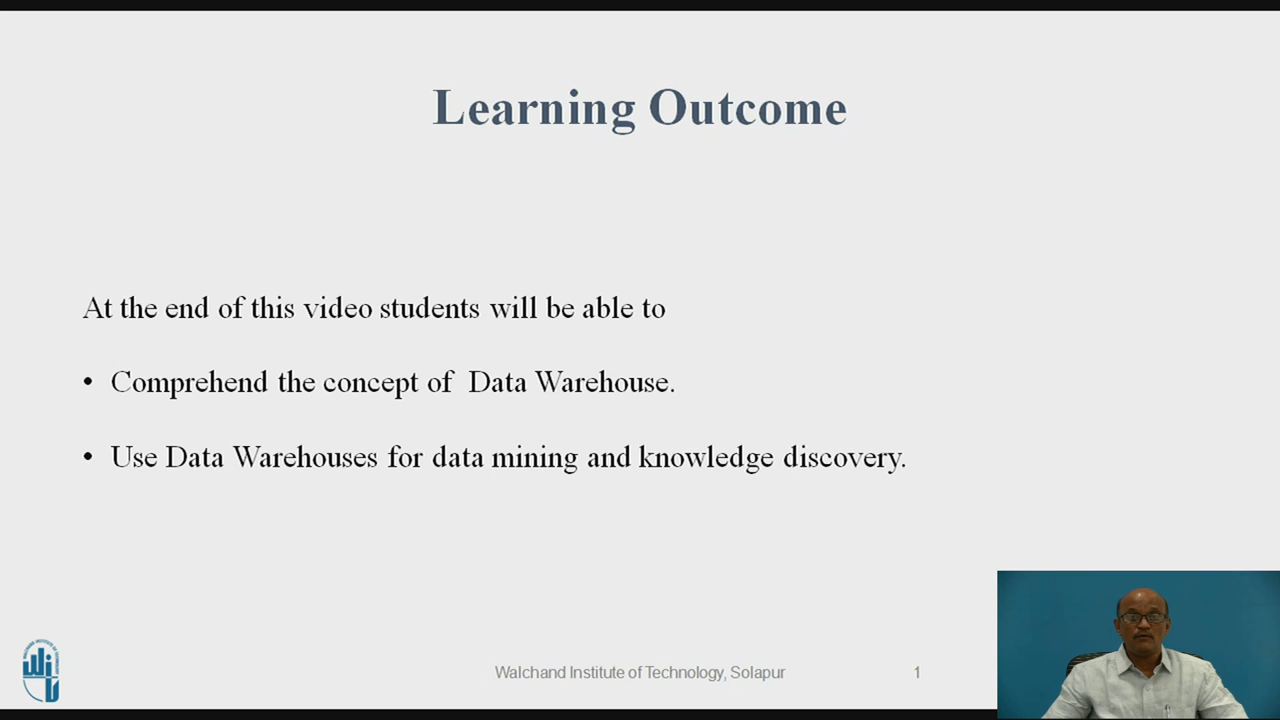 Learning Outcome
At the end of this video students will be able to
• Comprehend the concept of  Data Warehouse.
• Use Data Warehouses for data mining and knowledge discovery.
Walchand Institute of Technology, Solapur
1